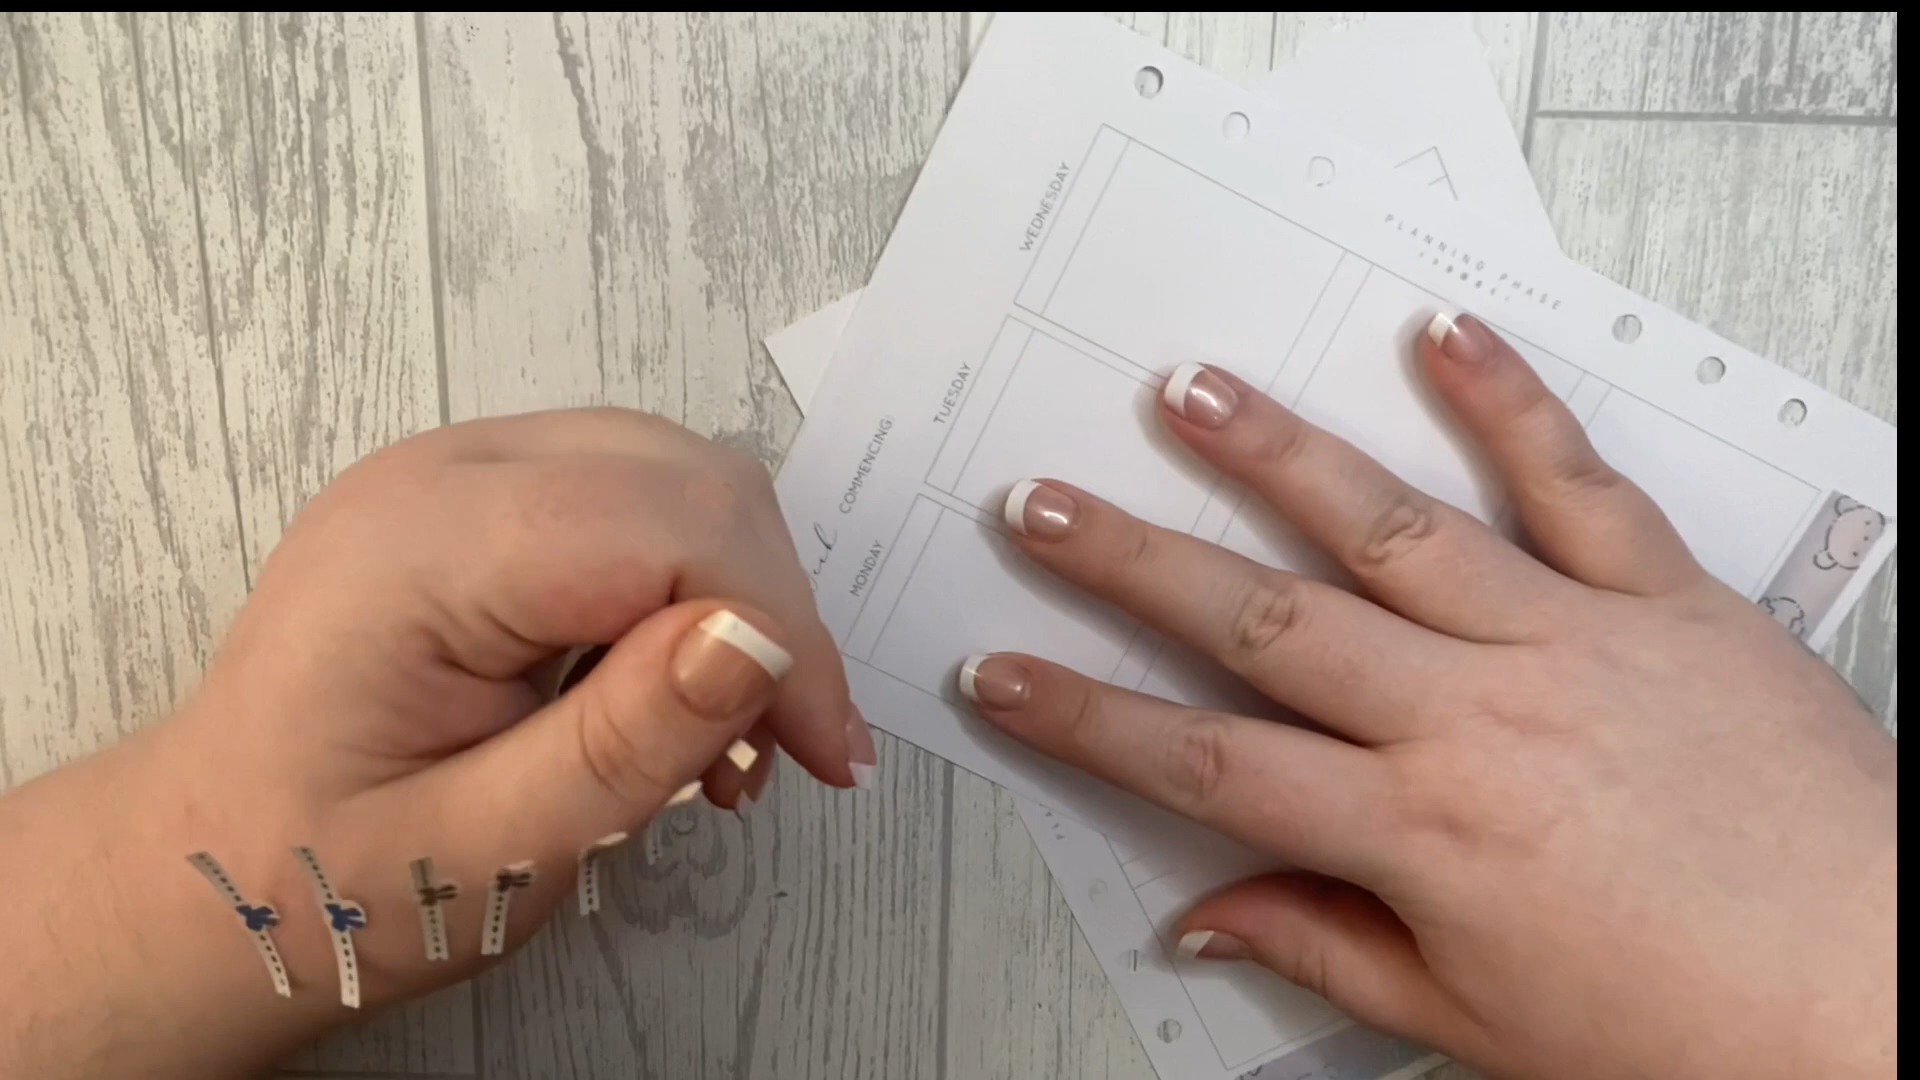 WEDNESDAY
TUESDAY
COMMENCING:
MONDAY
PLANNING PHASE